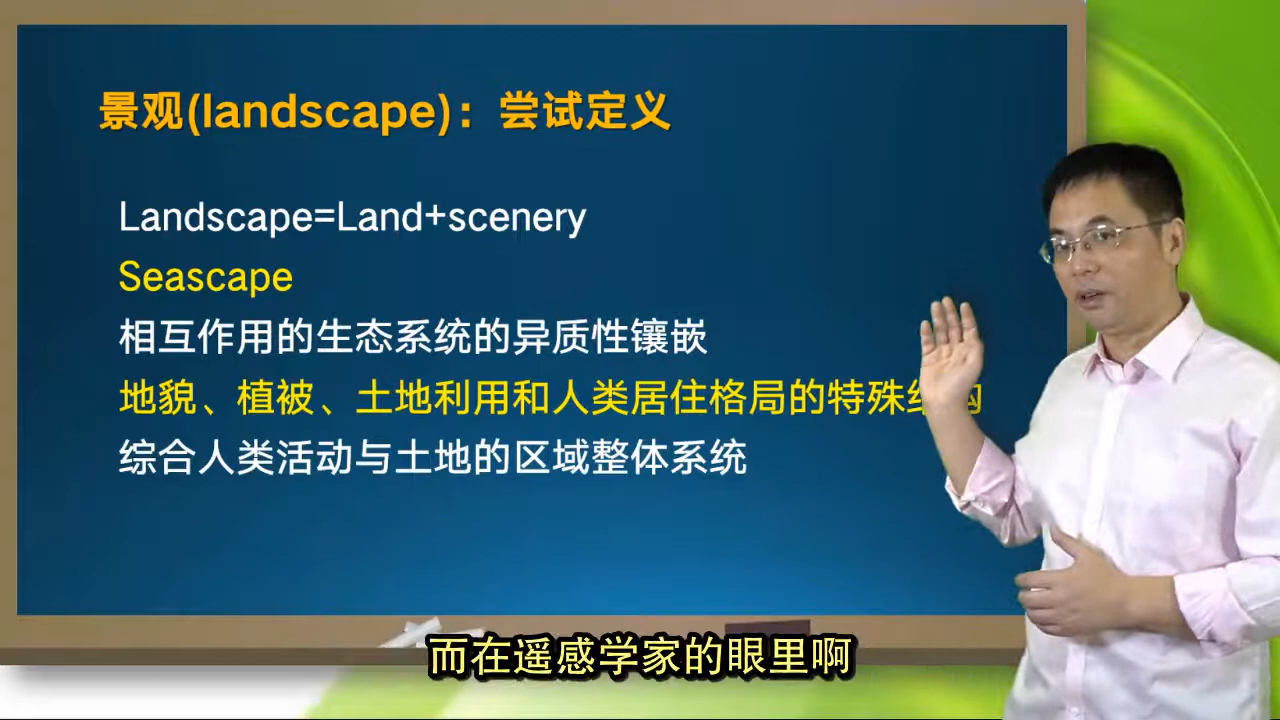 景观(landscape)：尝试定义
Landscape=Land+scenery
Seascape
相互作用的生态系统的异质性镶嵌
地貌、植被、土地利用和人类居住格局的特殊结构
综合人类活动与土地的区域整体系统
而在遥感学家的眼里啊